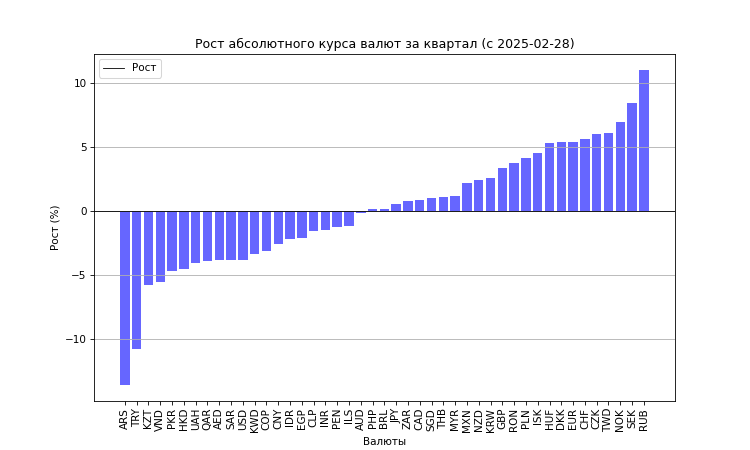 Рост абсолютного курса валют за квартал (с 2025-02-28)
Рост
10
5
0
−5
−10
Рост (%)
ARS TRY KZT VND PKR HKD UAH QAR AED SAR USD KWD COP CNY IDR EGP CLP INR PEN ILS AUD PHP BRL JPY ZAR CAD SGD THB MYR MXN NZD KRW GBP RON PLN ISK HUF DKK EUR CHF CZK TWD NOK SEK RUB
Валюты